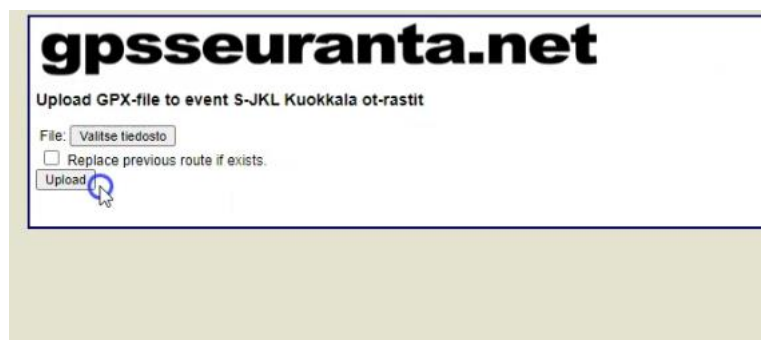 gpsseuranta.net
Upload GPX-file to event S-JKL Kuokkala ot-rastit
File: Valitse tiedosto
Replace previous route if exists.
Upload